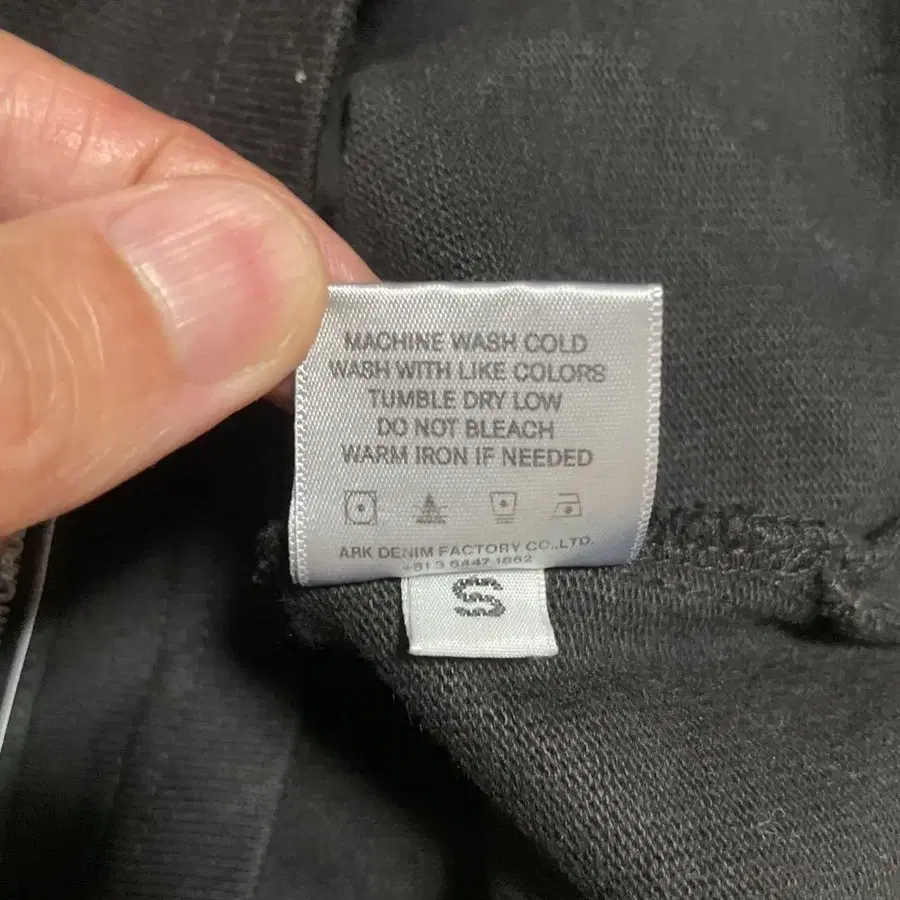 MACHINE WASH COLD
WASH WITH LIKE COLORS
TUMBLE DRY LOW
DO NOT BLEACH
WARM IRON IF NEEDED
ARK DENIM FACTORY CO.,LTD.
+81 3 5447 1862
S